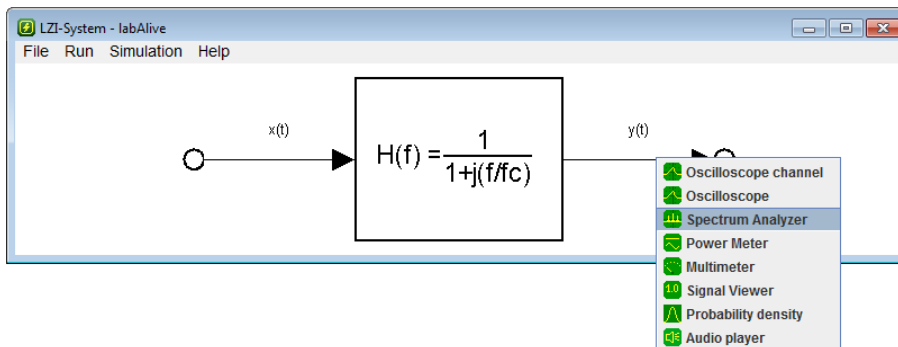 LZI-System - labAlive
File Run Simulation Help
x(t)
H(f) = 1
1+j(f/fc)
y(t)
Oscilloscope channel
Oscilloscope
Spectrum Analyzer
Power Meter
Multimeter
1.0 Signal Viewer
Probability density
Audio player